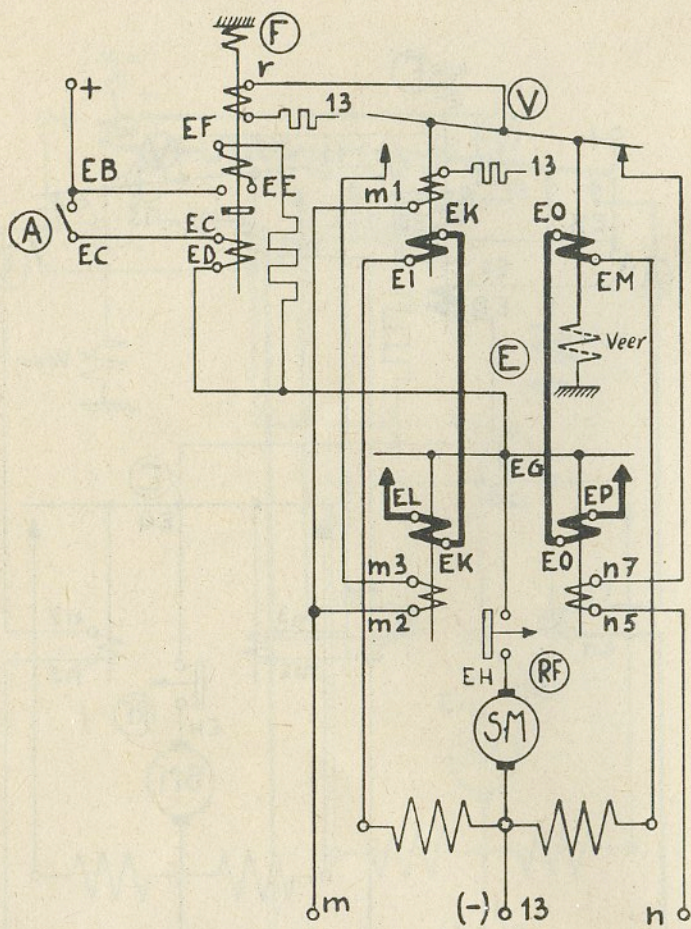 F
+
r
13
V
EF
EB
EE
m1
13
A
EC
EC
EK
EO
ED
EI
EM
E
Veer
EG
EL
EP
EK
EO
m3
n7
m2
n5
EH
RF
SM
m
(-)
13
n